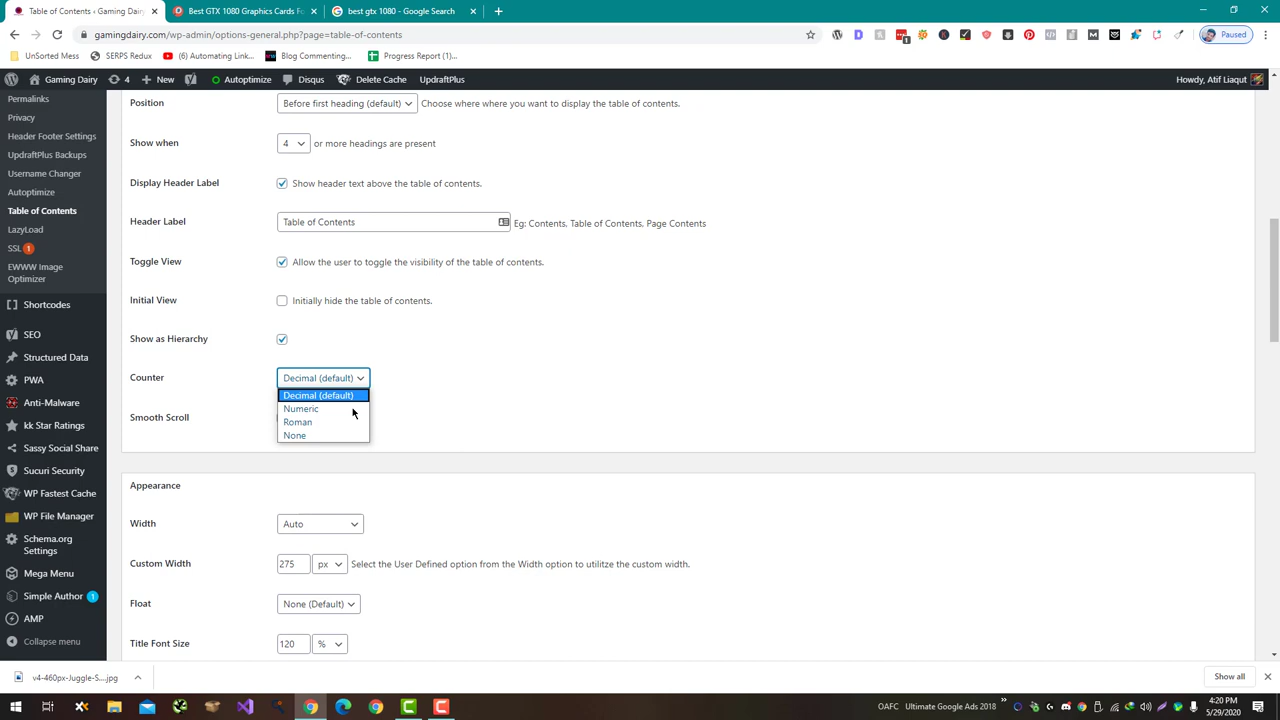 Table of Contents ‹ Gaming Dairy
Best GTX 1080 Graphics Cards Fo
best gtx 1080 - Google Search
gamingdairy.com/wp-admin/options-general.php?page=table-of-contents
Paused
UnSorted Mess
SERPS Redux
(6) Automating Link...
Blog Commenting...
Progress Report (1)...
Gaming Dairy
4
New
Autoptimize
Disqus
Delete Cache
UpdraftPlus
Howdy, Atif Liaqut
Permalinks
Privacy
Header Footer Settings
UpdraftPlus Backups
Username Changer
Autoptimize
Table of Contents
LazyLoad
SSL 1
EWWW Image
Optimizer
Shortcodes
SEO
Structured Data
PWA
Anti-Malware
kk Star Ratings
Sassy Social Share
Sucuri Security
WP Fastest Cache
WP File Manager
Schema.org
Settings
Mega Menu
Simple Author 1
AMP
Collapse menu
Position
Before first heading (default)
Choose where where you want to display the table of contents.
Show when
4
or more headings are present
Display Header Label
Show header text above the table of contents.
Header Label
Table of Contents
Eg: Contents, Table of Contents, Page Contents
Toggle View
Allow the user to toggle the visibility of the table of contents.
Initial View
Initially hide the table of contents.
Show as Hierarchy
Counter
Decimal (default)
Decimal (default)
Numeric
Roman
None
Smooth Scroll
Appearance
Width
Auto
Custom Width
275
px
Select the User Defined option from the Width option to utilitze the custom width.
Float
None (Default)
Title Font Size
120
%
v4-460px-Juggle-S....jpg
Show all
OAFC
Ultimate Google Ads 2018
4:20 PM
5/29/2020